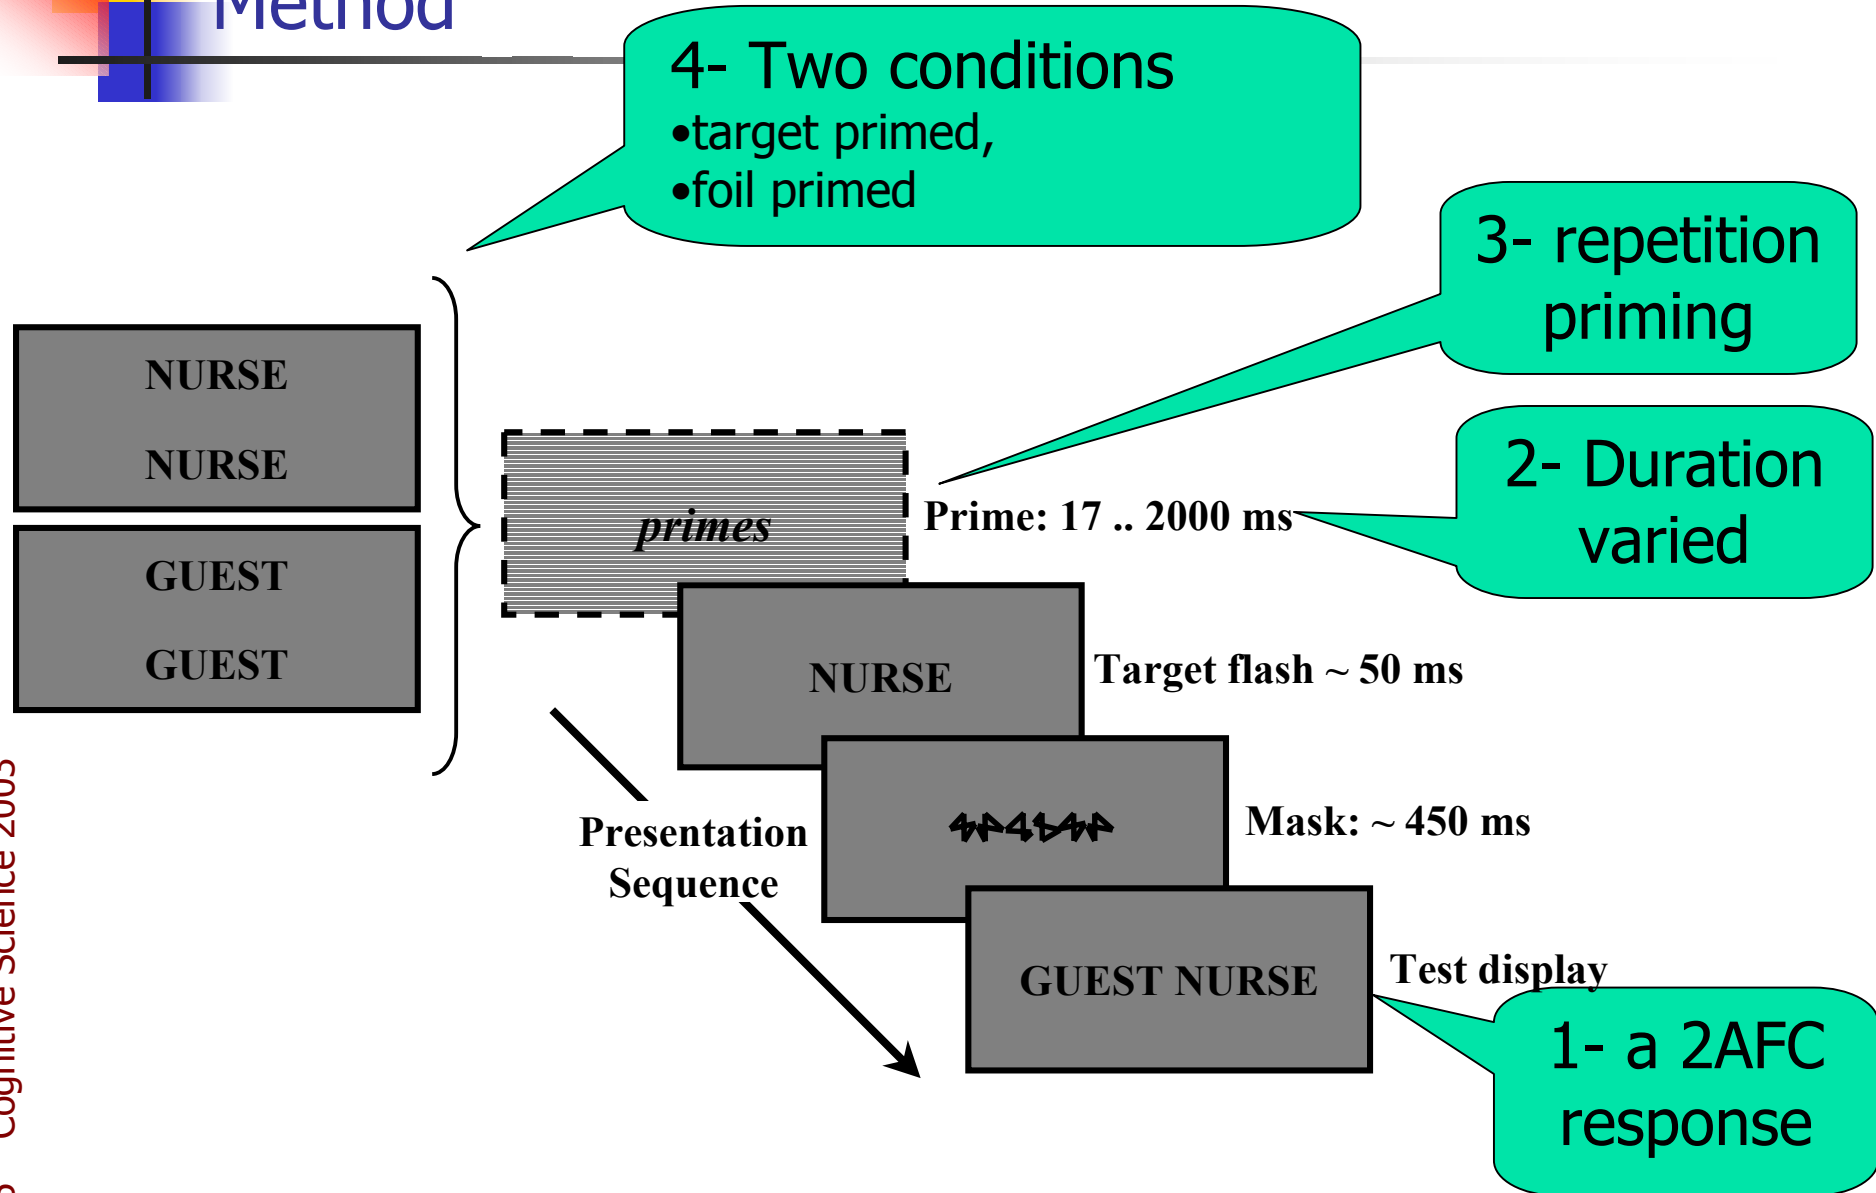 Method
4- Two conditions
•target primed,
•foil primed
3- repetition
priming
2- Duration
varied
NURSE
NURSE
GUEST
GUEST
primes
Prime: 17 .. 2000 ms
NURSE
Target flash ~ 50 ms
Mask: ~ 450 ms
Presentation
Sequence
GUEST NURSE
Test display
1- a 2AFC
response
Cognitive Science 2003